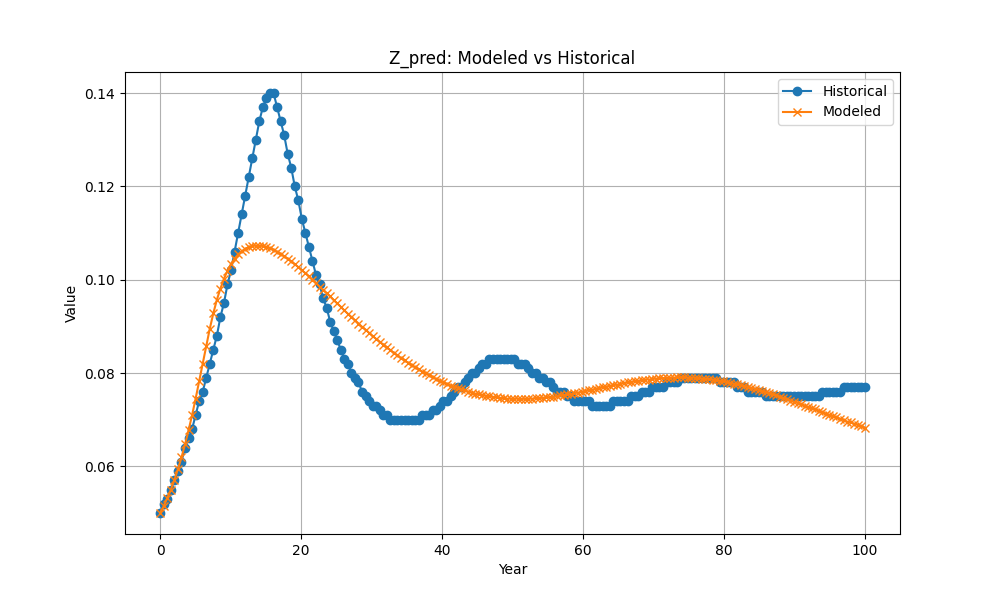 Z_pred: Modeled vs Historical
Historical
Modeled
Value
0.14
0.12
0.10
0.08
0.06
0 20 40 60 80 100
Year